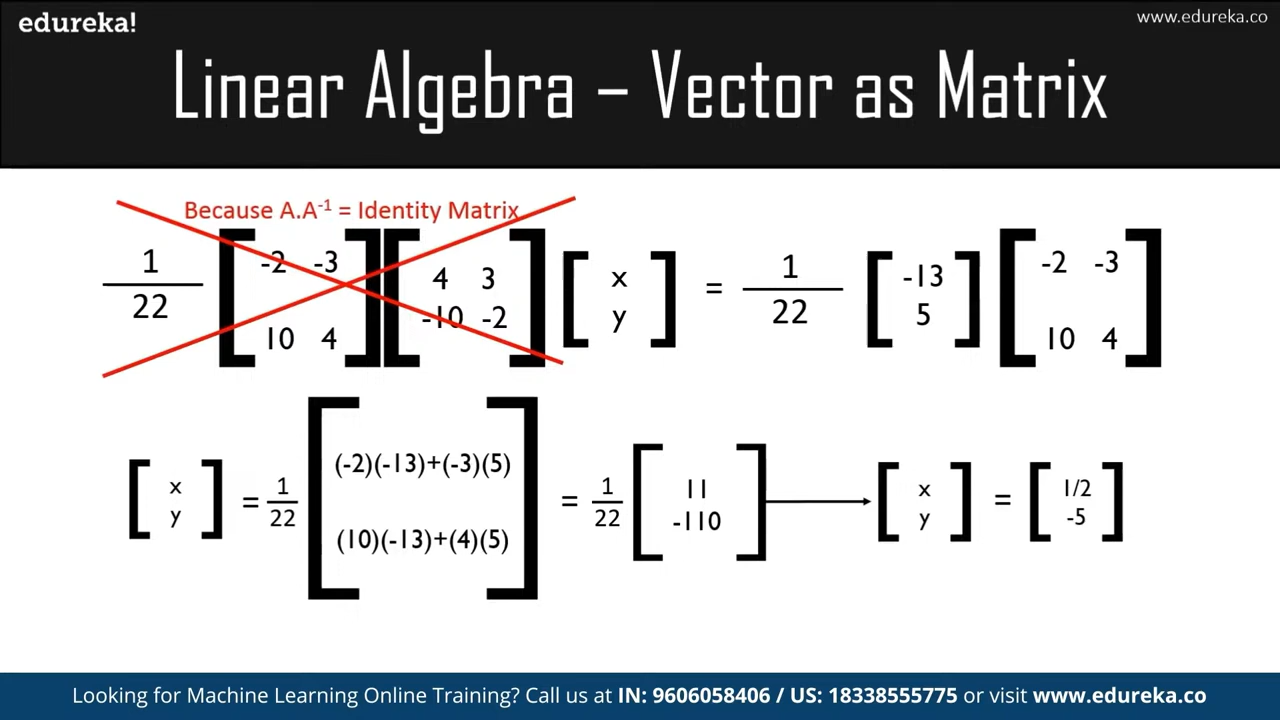 edureka!
www.edureka.co
Linear Algebra – Vector as Matrix
Because A.A⁻¹ = Identity Matrix
1/22 [-2 -3; 10 4] [4 3; -10 -2] [x; y] = 1/22 [-13; 5] [-2 -3; 10 4]
[x; y] = 1/22 [(-2)(-13)+(-3)(5); (10)(-13)+(4)(5)] = 1/22 [11; -110] → [x; y] = [1/2; -5]
Looking for Machine Learning Online Training? Call us at IN: 9606058406 / US: 18338555775 or visit www.edureka.co